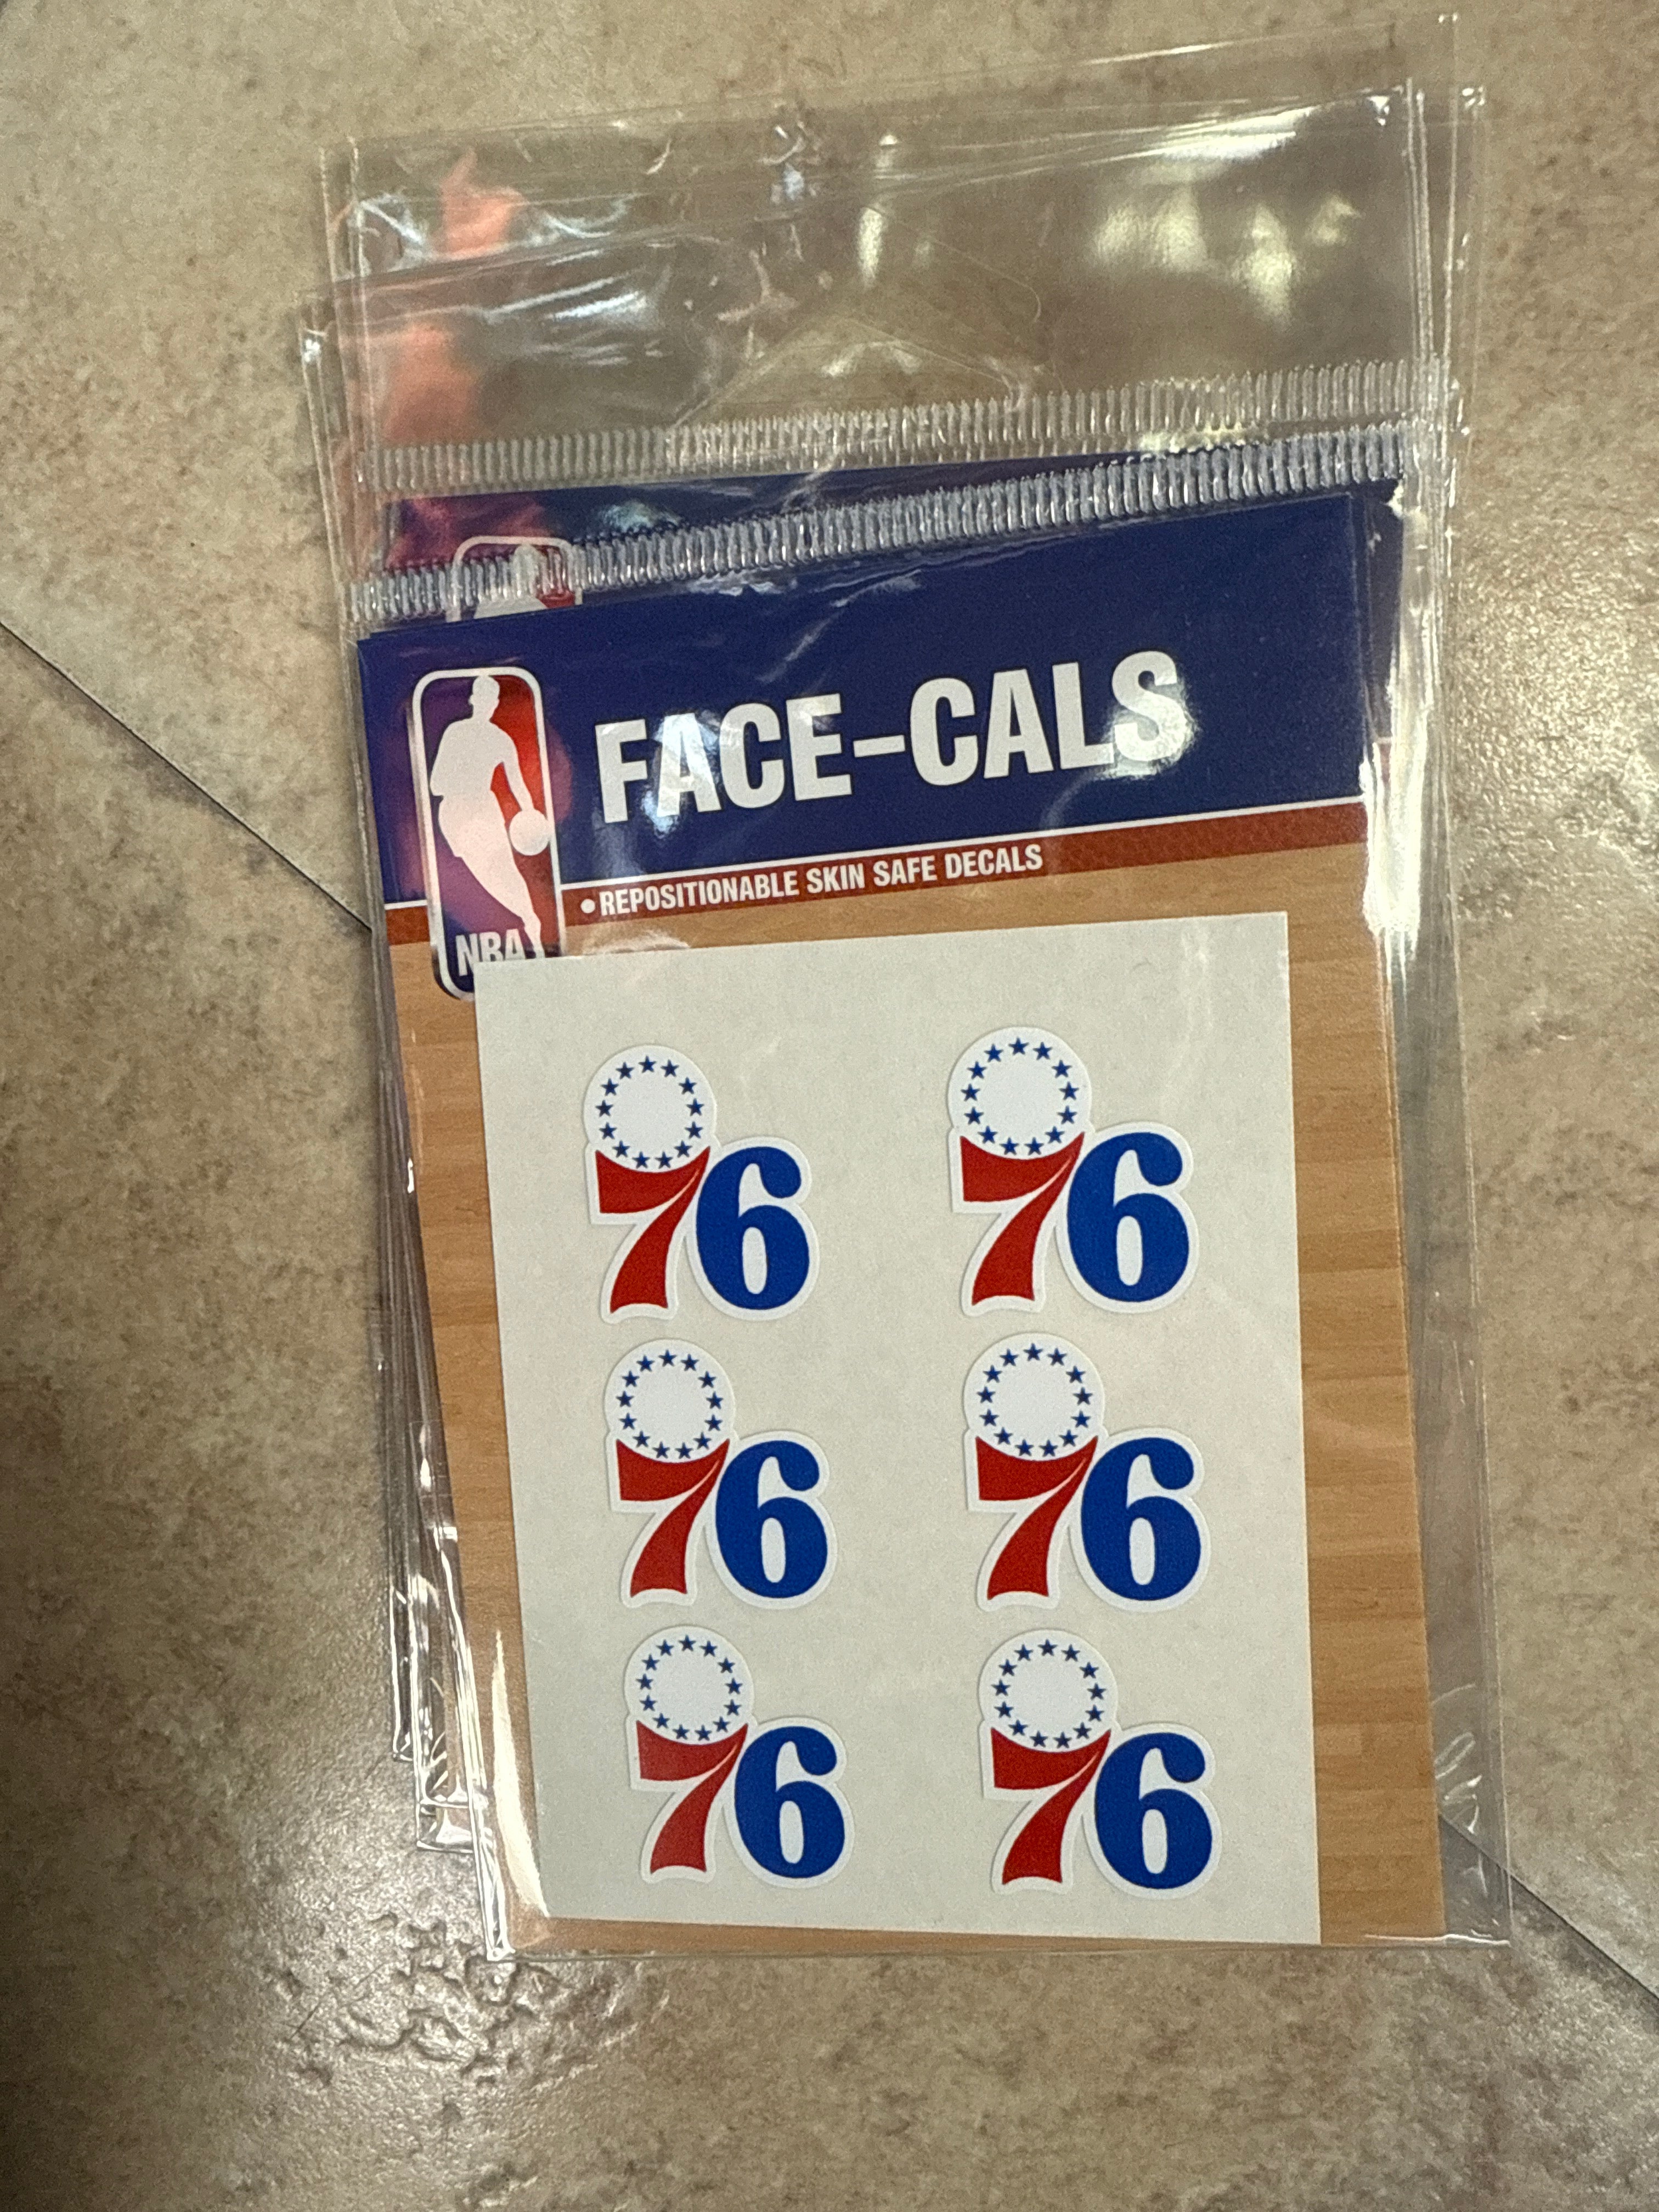 FACE-CALS
•REPOSITIONABLE SKIN SAFE DECALS
NBA
76 76
76 76
76 76